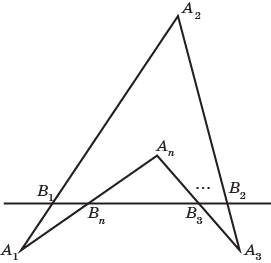 A₂
Aₙ
B₁ ... B₂
Bₙ B₃
A₁ A₃